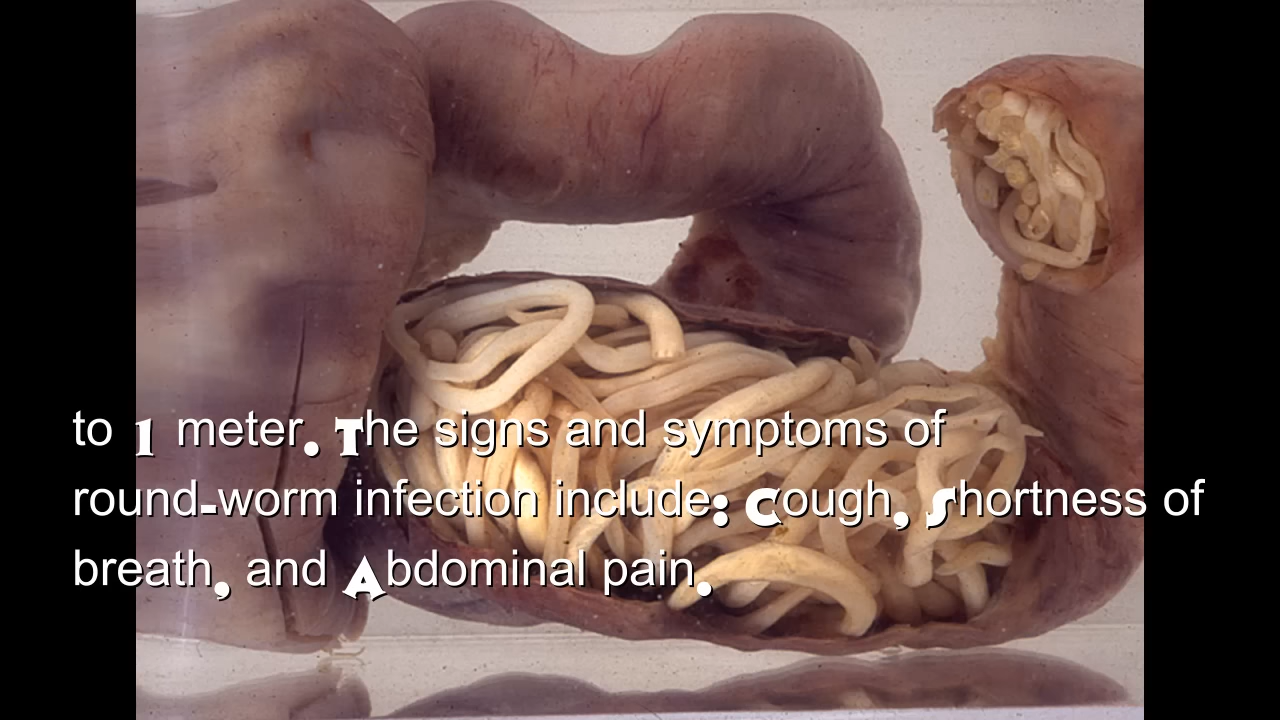 to 1 meter. The signs and symptoms of
round-worm infection include: Cough, Shortness of
breath, and Abdominal pain.